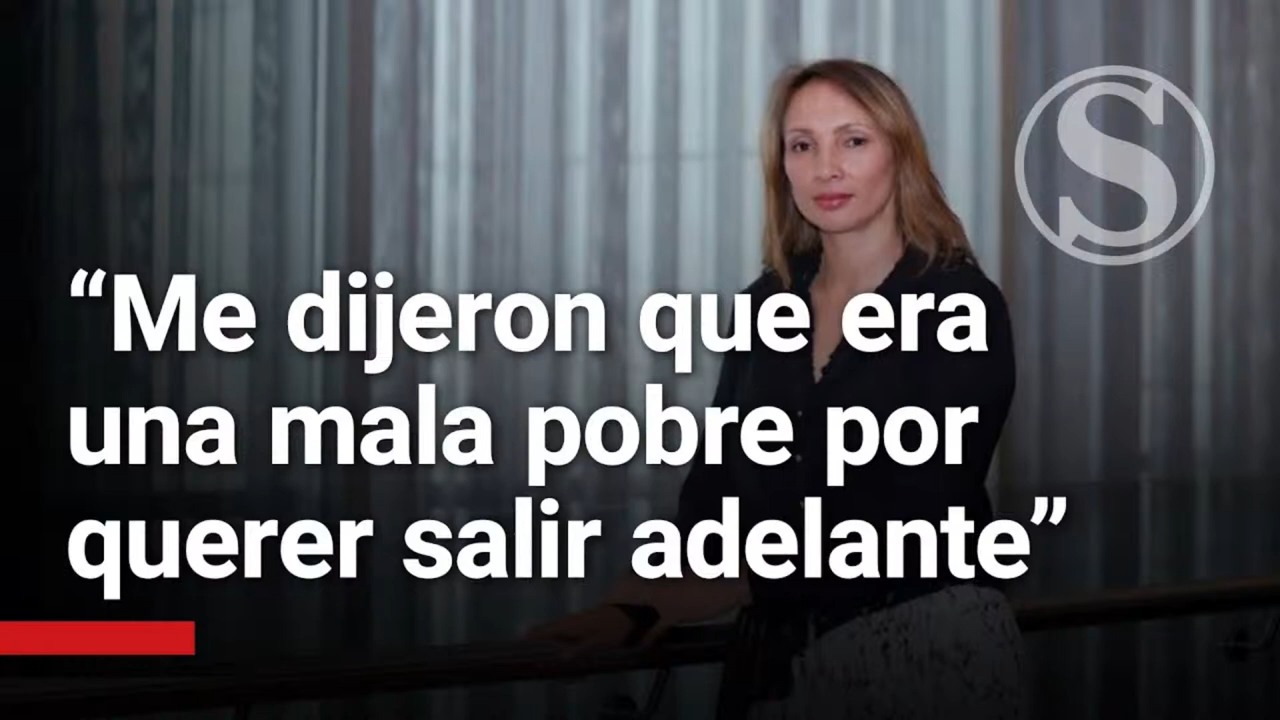 S
“Me dijeron que era
una mala pobre por
querer salir adelante”